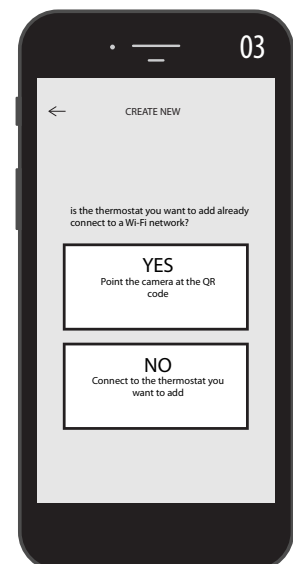 03
CREATE NEW
is the thermostat you want to add already
connect to a Wi-Fi network?
YES
Point the camera at the QR
code
NO
Connect to the thermostat you
want to add